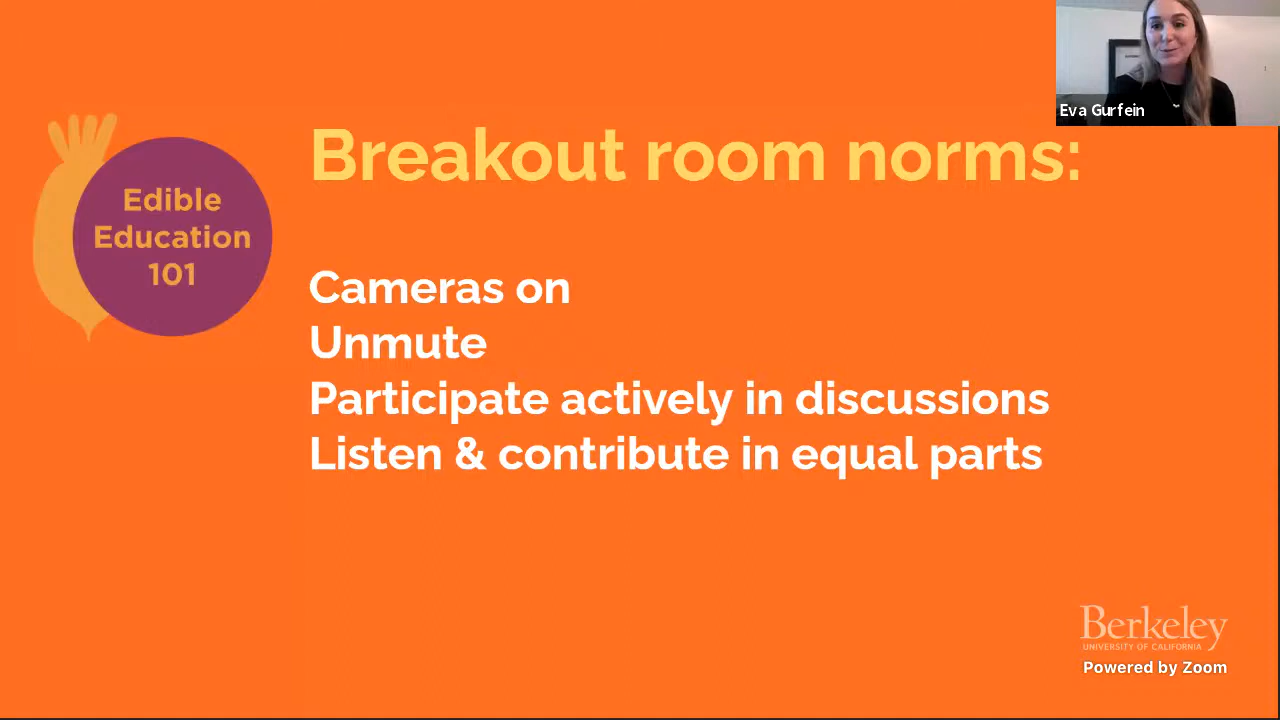 Eva Gurfein
Breakout room norms:
Edible
Education
101
Cameras on
Unmute
Participate actively in discussions
Listen & contribute in equal parts
Berkeley
UNIVERSITY OF CALIFORNIA
Powered by Zoom